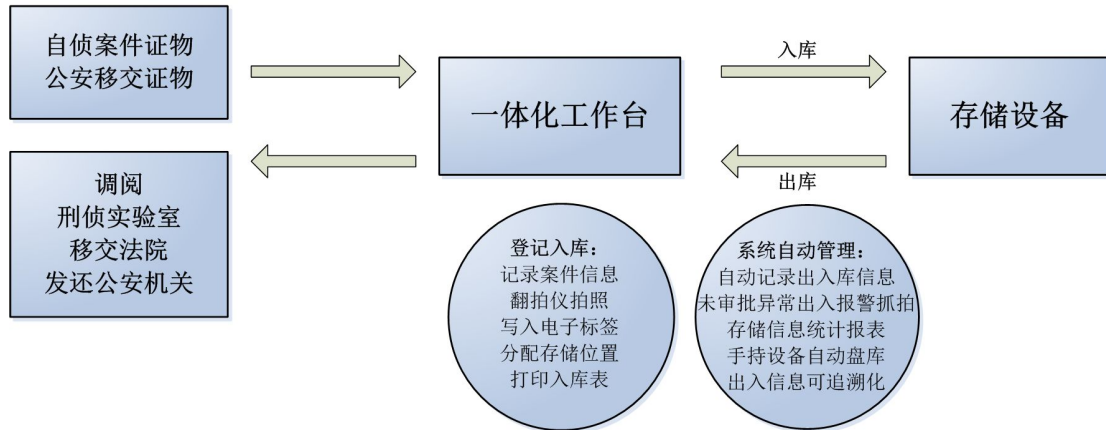 自侦案件证物
公安移交证物
调阅
刑侦实验室
移交法院
发还公安机关
一体化工作台
入库
出库
存储设备
登记入库：
记录案件信息
翻拍仪拍照
写入电子标签
分配存储位置
打印入库表
系统自动管理：
自动记录出入库信息
未审批异常出入报警抓拍
存储信息统计报表
手持设备自动盘库
出入信息可追溯化